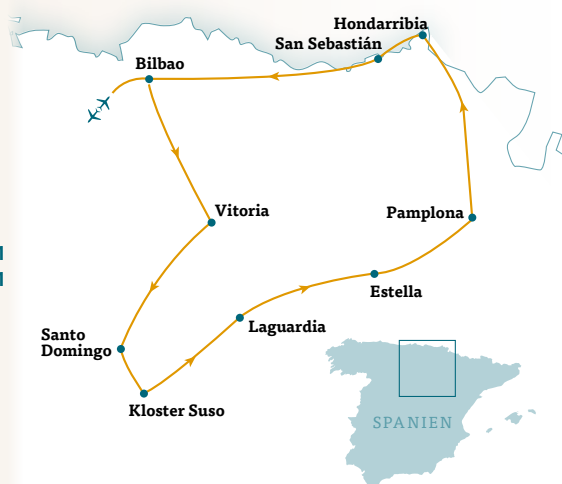 Hondarribia
San Sebastián
Bilbao
Vitoria
Pamplona
Estella
Laguardia
Santo
Domingo
Kloster Suso
SPANIEN